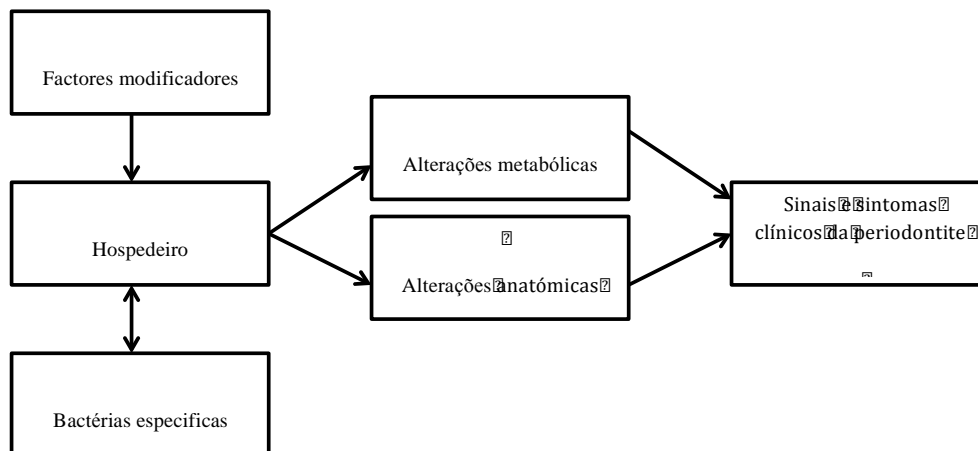 Factores modificadores
Alterações metabólicas
Hospedeiro
Sinais e sintomas
clínicos da periodontite
Alterações anatómicas
Bactérias especificas